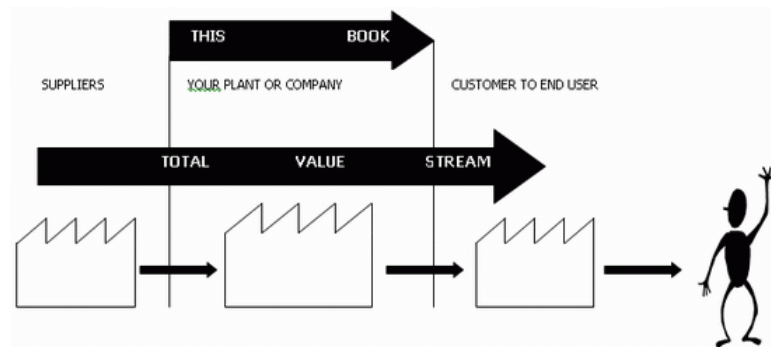 THIS BOOK
SUPPLIERS YOUR PLANT OR COMPANY CUSTOMER TO END USER
TOTAL VALUE STREAM